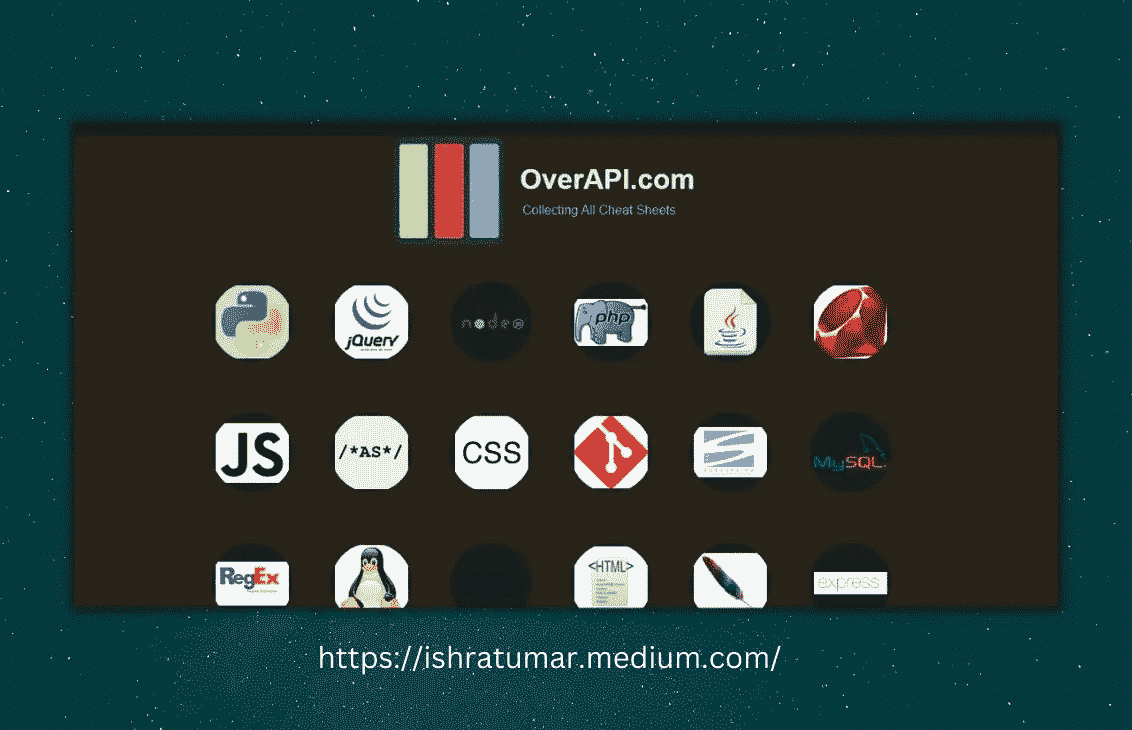 OverAPI.com
Collecting All Cheat Sheets
jQuery
node
php
JS
/*AS*/
CSS
MySQL
RegEx
<HTML>
express
https://ishratumar.medium.com/